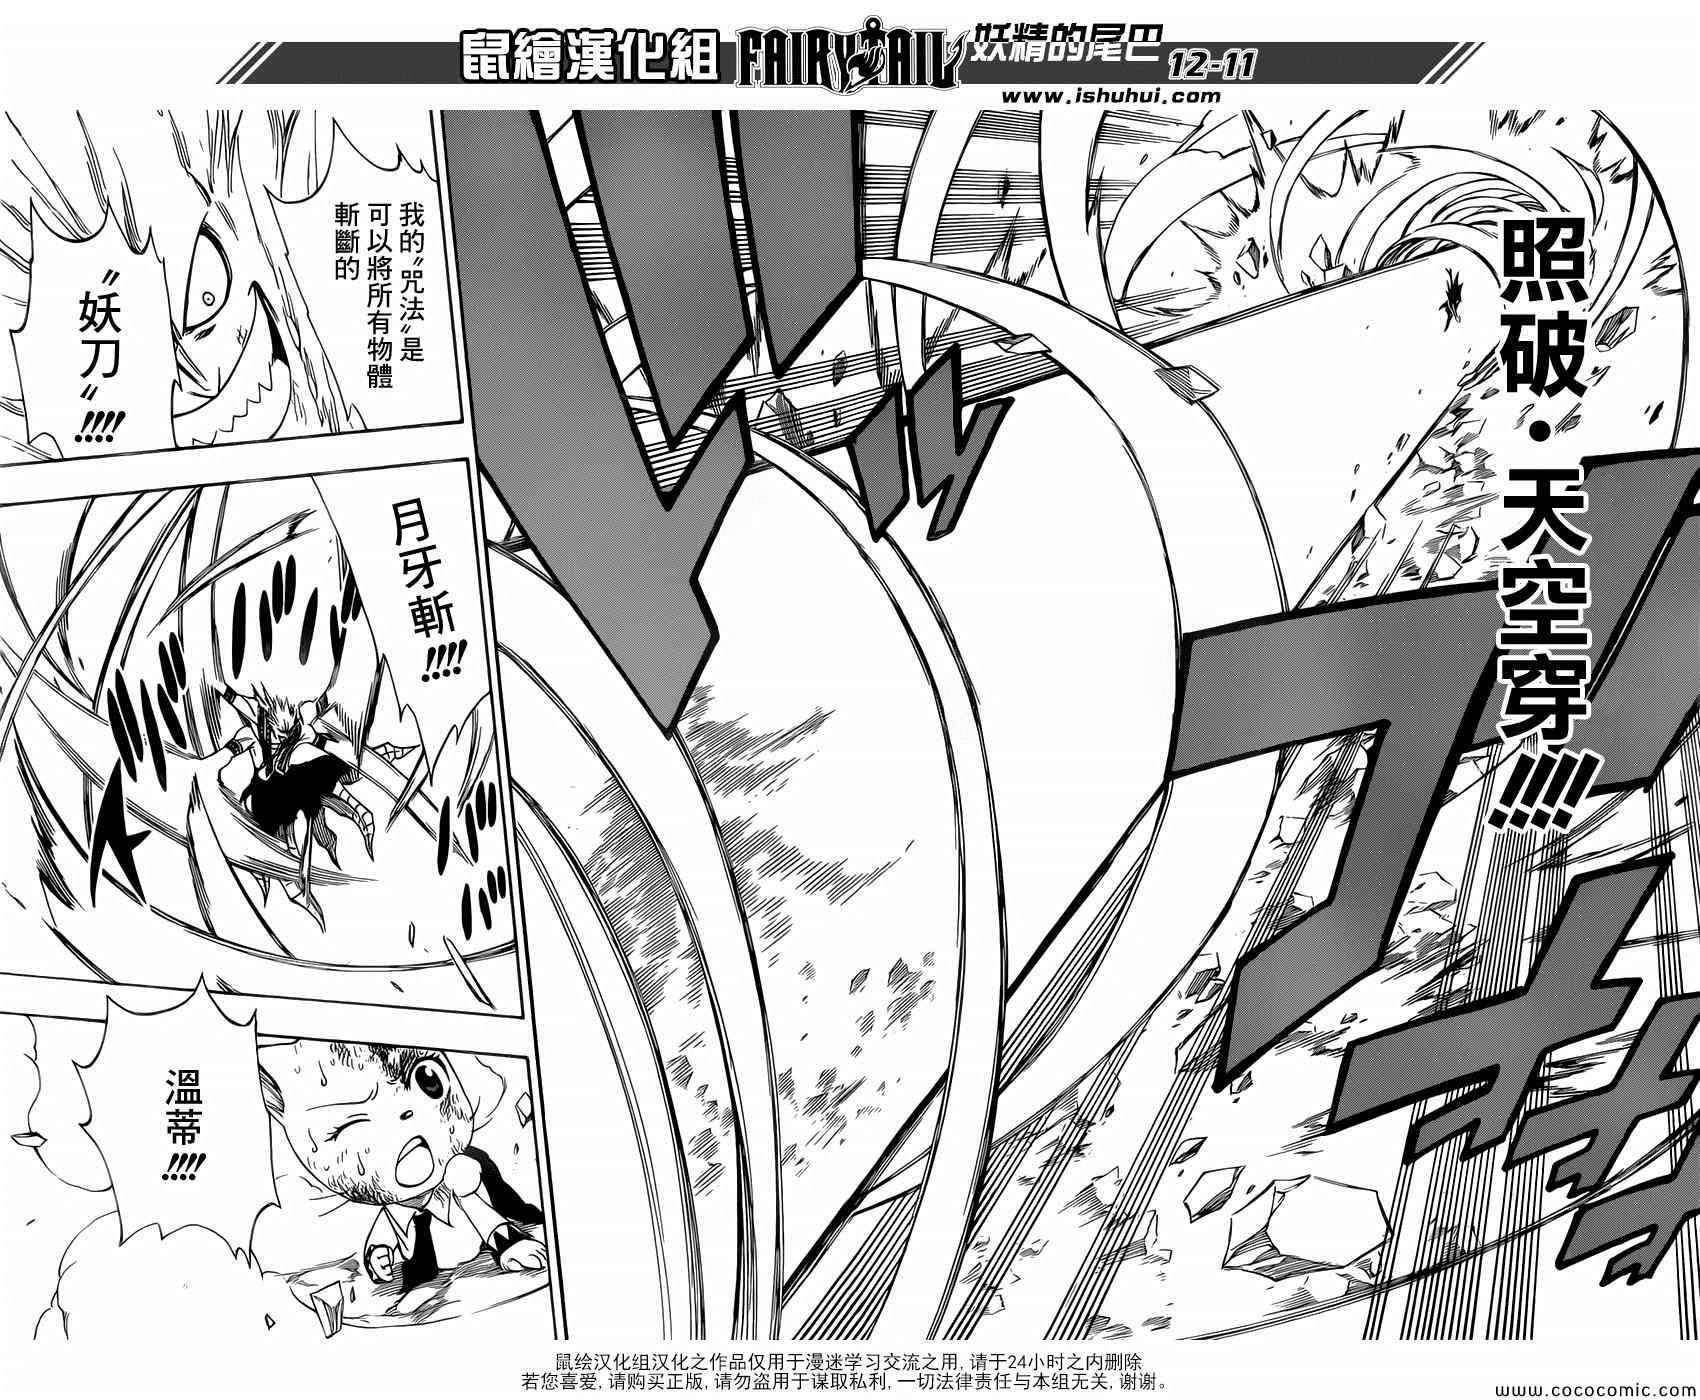 鼠繪漢化組 FAIRY TAIL 妖精的尾巴 12-11
www.ishuhui.com
照破·天空穿!!!!
ドドドド
我的〝咒法〞是
可以將所有物體
斬斷的
〝妖刀〞!!!!
月牙斬!!!!
溫蒂!!!!
鼠绘汉化组汉化之作品仅用于漫迷学习交流之用,请于24小时之内删除
若您喜爱,请购买正版,请勿盗用于谋取私利,一切法律责任与本组无关,谢谢。
www.cococomic.com